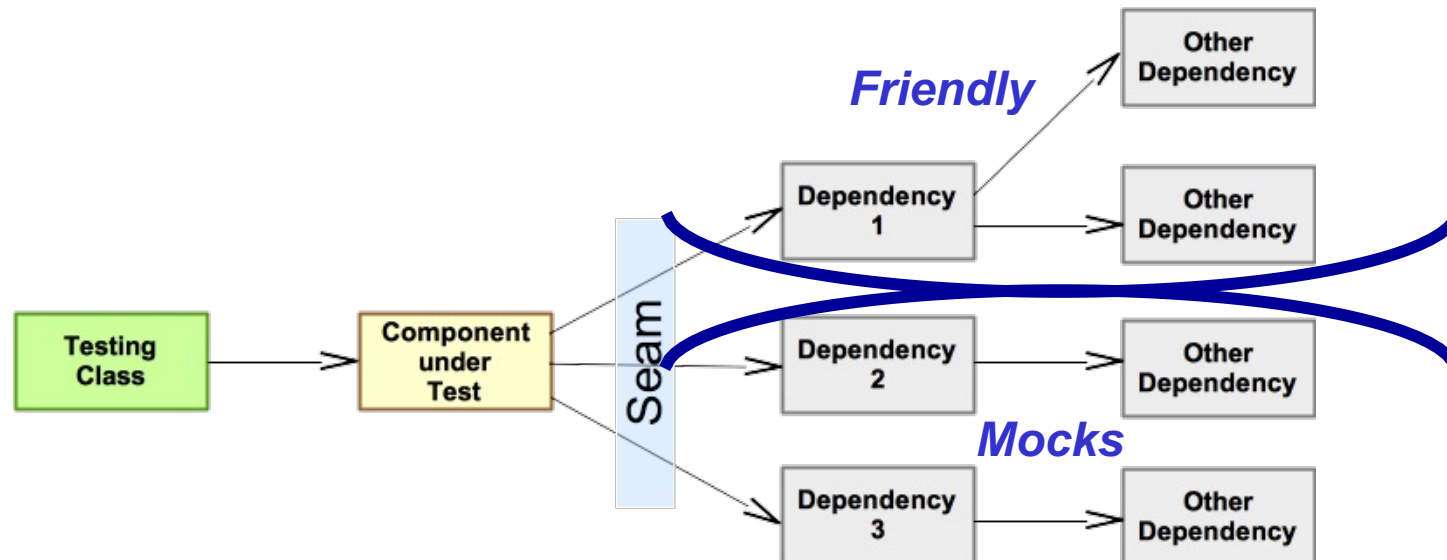 Other
Dependency
Friendly
Dependency
1
Other
Dependency
Testing
Class
Component
under
Test
Seam
Dependency
2
Other
Dependency
Mocks
Dependency
3
Other
Dependency